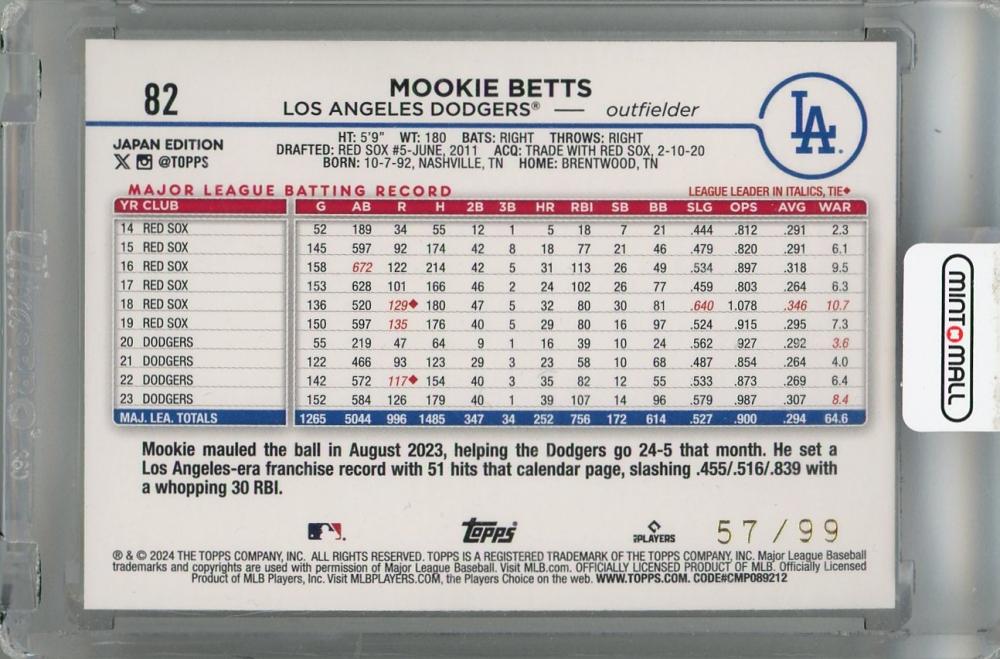 82
MOOKIE BETTS
LOS ANGELES DODGERS® — outfielder
LA
JAPAN EDITION
@TOPPS
HT: 5'9" WT: 180 BATS: RIGHT THROWS: RIGHT
DRAFTED: RED SOX #5-JUNE, 2011 ACQ: TRADE WITH RED SOX, 2-10-20
BORN: 10-7-92, NASHVILLE, TN HOME: BRENTWOOD, TN
MAJOR LEAGUE BATTING RECORD LEAGUE LEADER IN ITALICS, TIE◆
YR CLUB G AB R H 2B 3B HR RBI SB BB SLG OPS AVG WAR
14 RED SOX 52 189 34 55 12 1 5 18 7 21 .444 .812 .291 2.3
15 RED SOX 145 597 92 174 42 8 18 77 21 46 .479 .820 .291 6.1
16 RED SOX 158 672 122 214 42 5 31 113 26 49 .534 .897 .318 9.5
17 RED SOX 153 628 101 166 46 2 24 102 26 77 .459 .803 .264 6.3
18 RED SOX 136 520 129◆ 180 47 5 32 80 30 81 .640 1.078 .346 10.7
19 RED SOX 150 597 135 176 40 5 29 80 16 97 .524 .915 .295 7.3
20 DODGERS 55 219 47 64 9 1 16 39 10 24 .562 .927 .292 3.6
21 DODGERS 122 466 93 123 29 3 23 58 10 68 .487 .854 .264 4.0
22 DODGERS 142 572 117◆ 154 40 3 35 82 12 55 .533 .873 .269 6.4
23 DODGERS 152 584 126 179 40 1 39 107 14 96 .579 .987 .307 8.4
MAJ. LEA. TOTALS 1265 5044 996 1485 347 34 252 756 172 614 .527 .900 .294 64.6
Mookie mauled the ball in August 2023, helping the Dodgers go 24-5 that month. He set a
Los Angeles-era franchise record with 51 hits that calendar page, slashing .455/.516/.839 with
a whopping 30 RBI.
Topps
PLAYERS
57/99
® & © 2024 THE TOPPS COMPANY, INC. ALL RIGHTS RESERVED. TOPPS IS A REGISTERED TRADEMARK OF THE TOPPS COMPANY, INC. Major League Baseball
trademarks and copyrights are used with permission of Major League Baseball. Visit MLB.com. OFFICIALLY LICENSED PRODUCT OF MLB. Officially Licensed
Product of MLB Players, Inc. Visit MLBPLAYERS.COM, the Players Choice on the web. WWW.TOPPS.COM. CODE#CMP089212
MINT MALL